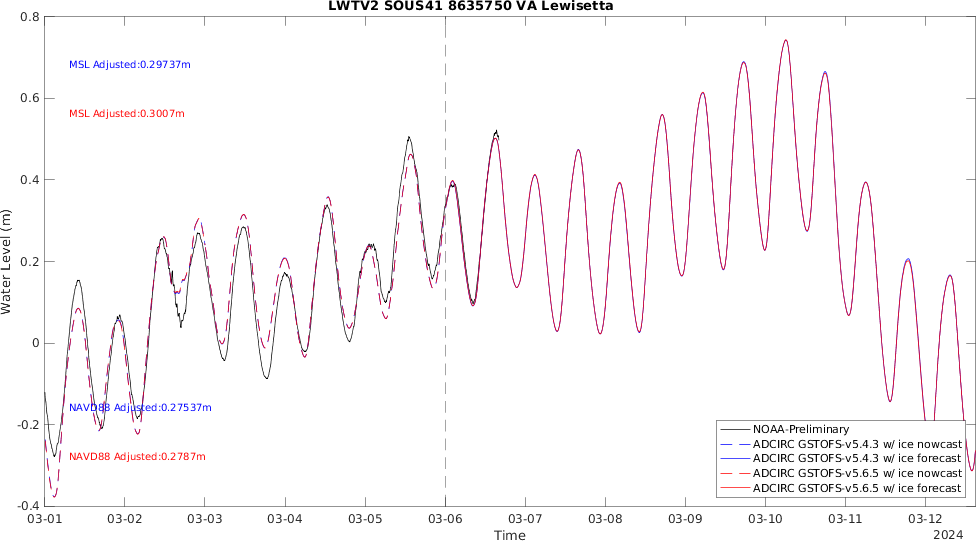 LWTV2 SOUS41 8635750 VA Lewisetta
0.8
0.6
0.4
0.2
0
-0.2
-0.4
Water Level (m)
MSL Adjusted:0.29737m
MSL Adjusted:0.3007m
NAVD88 Adjusted:0.27537m
NAVD88 Adjusted:0.2787m
NOAA-Preliminary
ADCIRC GSTOFS-v5.4.3 w/ ice nowcast
ADCIRC GSTOFS-v5.4.3 w/ ice forecast
ADCIRC GSTOFS-v5.6.5 w/ ice nowcast
ADCIRC GSTOFS-v5.6.5 w/ ice forecast
03-01 03-02 03-03 03-04 03-05 03-06 03-07 03-08 03-09 03-10 03-11 03-12
Time
2024